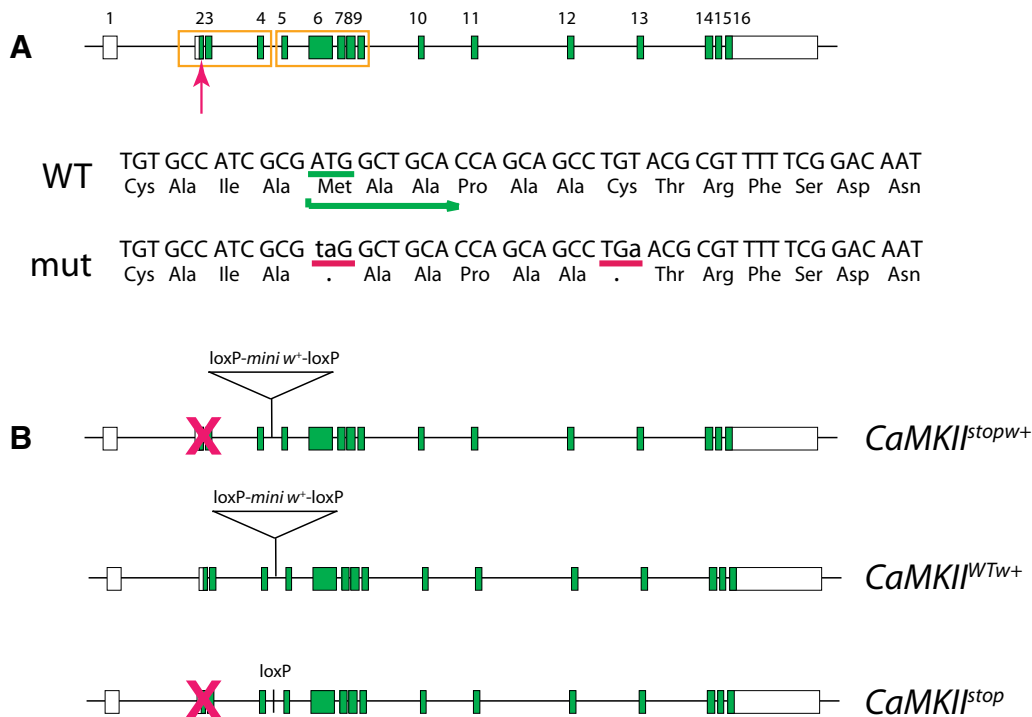 1 23 4 5 6 789 10 11 12 13 141516
A
WT TGT GCC ATC GCG ATG GCT GCA CCA GCA GCC TGT ACG CGT TTT TCG GAC AAT
Cys Ala Ile Ala Met Ala Ala Pro Ala Ala Cys Thr Arg Phe Ser Asp Asn
mut TGT GCC ATC GCG taG GCT GCA CCA GCA GCC TGa ACG CGT TTT TCG GAC AAT
Cys Ala Ile Ala . Ala Ala Pro Ala Ala . Thr Arg Phe Ser Asp Asn
loxP-mini w+-loxP
B X CaMKIIstopw+
loxP-mini w+-loxP
CaMKIIWTw+
loxP
X CaMKIIstop